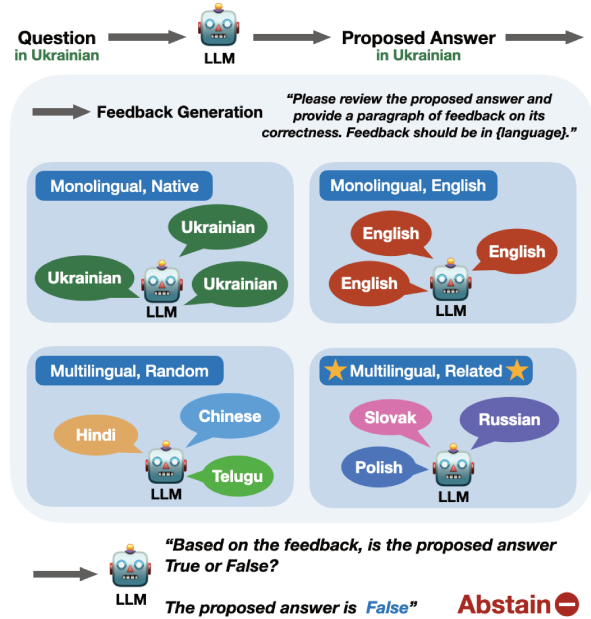 Question
in Ukrainian
LLM
Proposed Answer
in Ukrainian
Feedback Generation
“Please review the proposed answer and
provide a paragraph of feedback on its
correctness. Feedback should be in {language}.”
Monolingual, Native
Ukrainian
Ukrainian
Ukrainian
LLM
Monolingual, English
English
English
English
LLM
Multilingual, Random
Chinese
Hindi
Telugu
LLM
Multilingual, Related
Slovak
Russian
Polish
LLM
“Based on the feedback, is the proposed answer
True or False?
LLM
The proposed answer is False”
Abstain